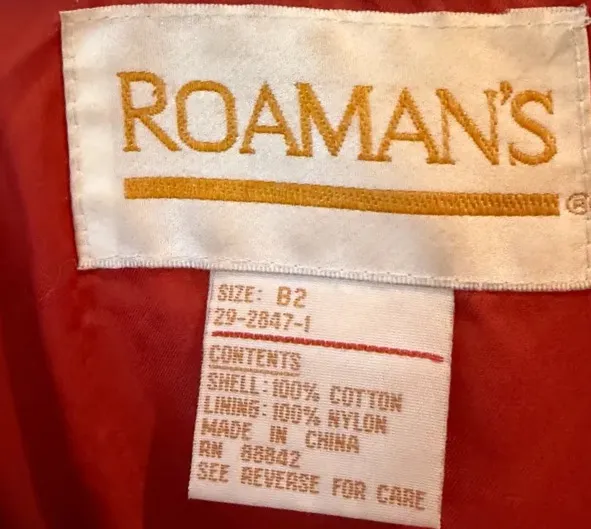 ROAMAN'S
®
SIZE: B2
29-2847-1
CONTENTS
SHELL: 100% COTTON
LINING: 100% NYLON
MADE IN CHINA
RN 88842
SEE REVERSE FOR CARE